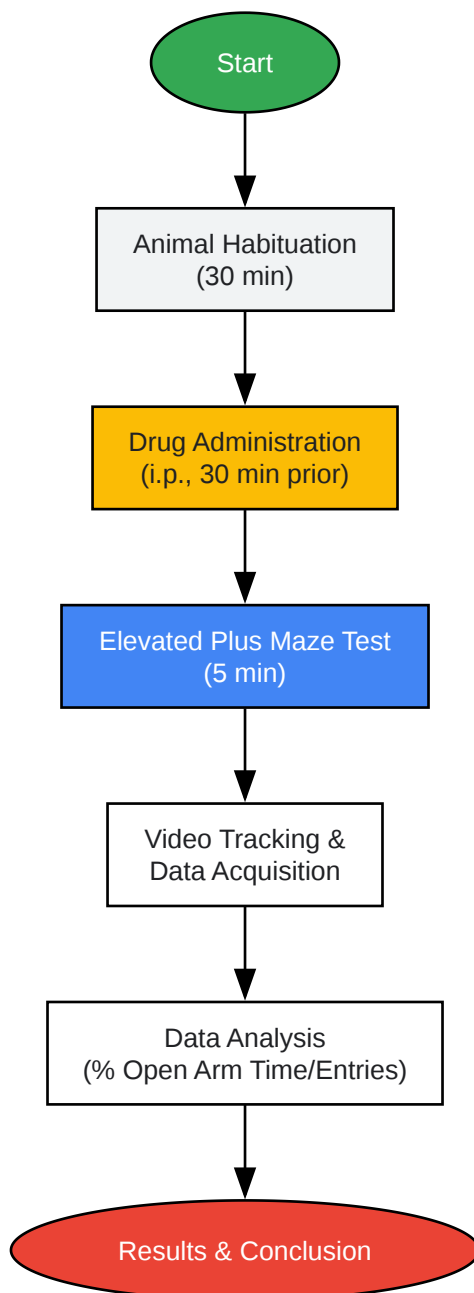 Start
Animal Habituation
(30 min)
Drug Administration
(i.p., 30 min prior)
Elevated Plus Maze Test
(5 min)
Video Tracking &
Data Acquisition
Data Analysis
(% Open Arm Time/Entries)
Results & Conclusion